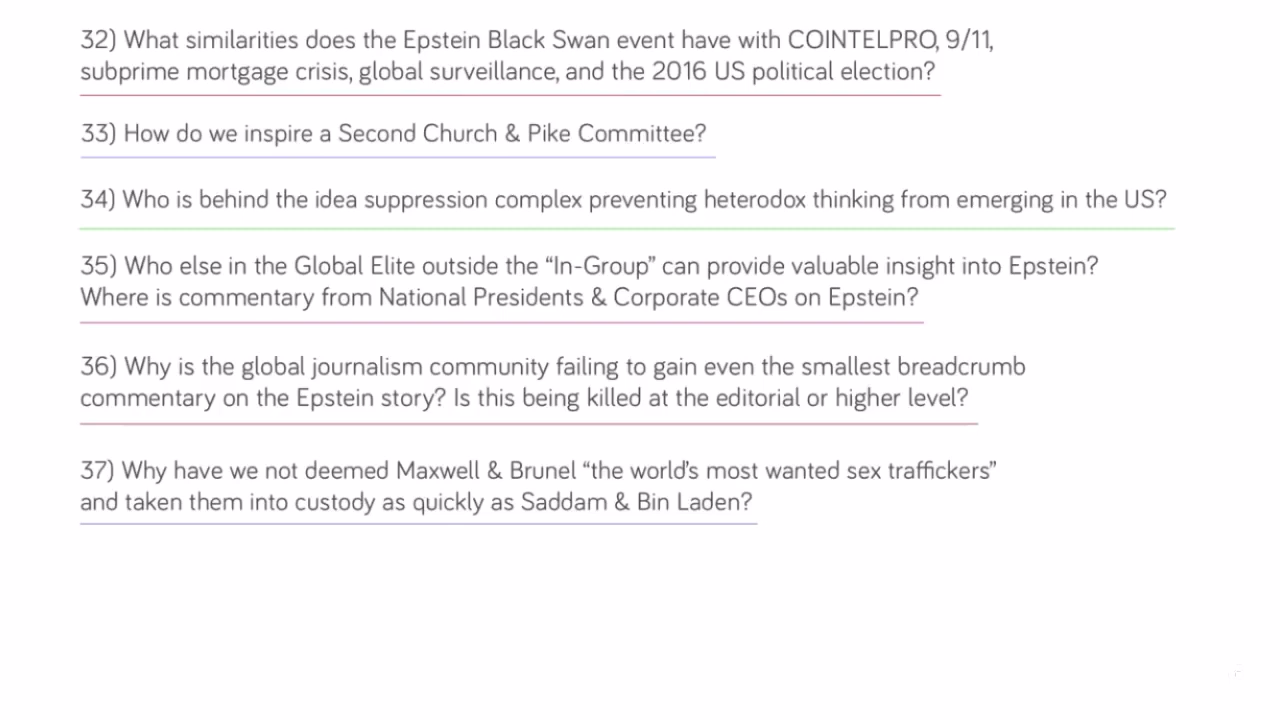 32) What similarities does the Epstein Black Swan event have with COINTELPRO, 9/11,
subprime mortgage crisis, global surveillance, and the 2016 US political election?
33) How do we inspire a Second Church & Pike Committee?
34) Who is behind the idea suppression complex preventing heterodox thinking from emerging in the US?
35) Who else in the Global Elite outside the “In-Group” can provide valuable insight into Epstein?
Where is commentary from National Presidents & Corporate CEOs on Epstein?
36) Why is the global journalism community failing to gain even the smallest breadcrumb
commentary on the Epstein story? Is this being killed at the editorial or higher level?
37) Why have we not deemed Maxwell & Brunel “the world’s most wanted sex traffickers”
and taken them into custody as quickly as Saddam & Bin Laden?